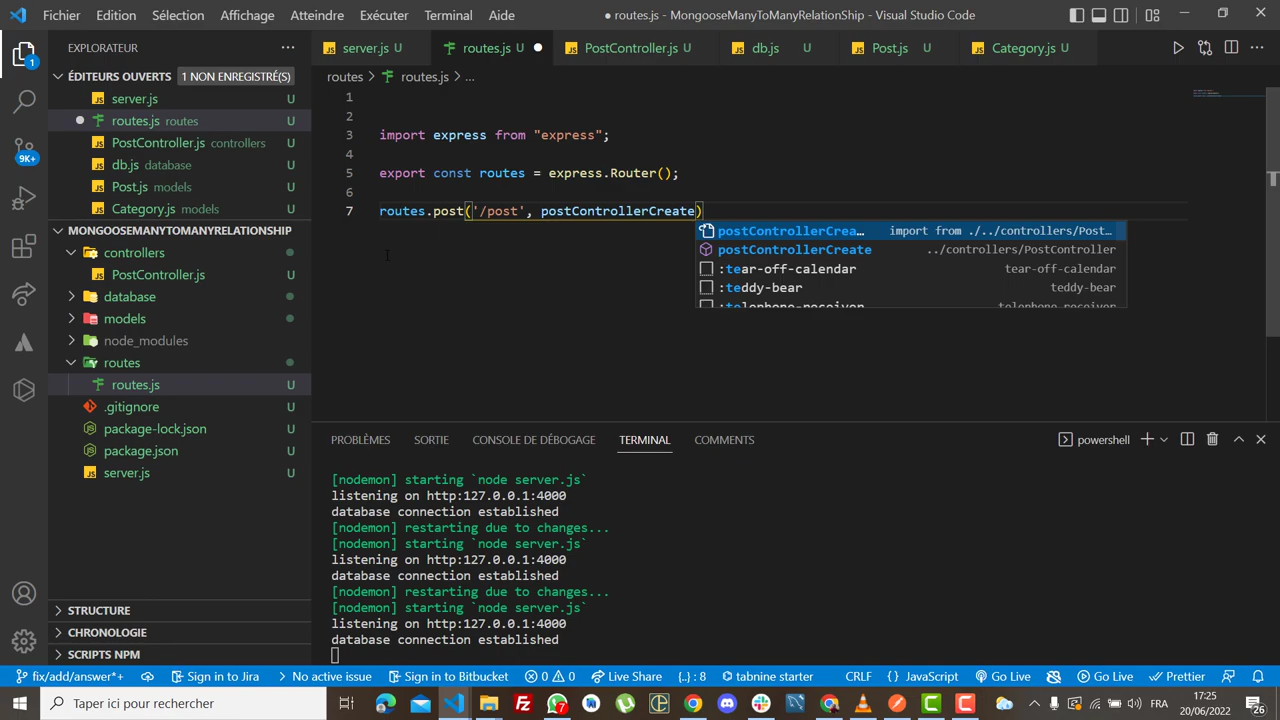 Fichier Edition Sélection Affichage Atteindre Exécuter Terminal Aide
● routes.js - MongooseManyToManyRelationShip - Visual Studio Code
EXPLORATEUR
ÉDITEURS OUVERTS 1 NON ENREGISTRÉ(S)
server.js U
routes.js routes U
PostController.js controllers U
db.js database U
Post.js models U
Category.js models U
MONGOOSEMANYTOMANYRELATIONSHIP
controllers
PostController.js U
database
models
node_modules
routes
routes.js U
.gitignore U
package-lock.json U
package.json U
server.js U
STRUCTURE
CHRONOLOGIE
SCRIPTS NPM
1
9K+
server.js U routes.js U PostController.js U db.js U Post.js U Category.js U
routes > routes.js > ...
1
2
3 import express from "express";
4
5 export const routes = express.Router();
6
7 routes.post('/post', postControllerCreate)
postControllerCrea... import from ./../controllers/Post...
postControllerCreate ../controllers/PostController
:tear-off-calendar tear-off-calendar
:teddy-bear teddy-bear
:telephone-receiver telephone-receiver
PROBLÈMES SORTIE CONSOLE DE DÉBOGAGE TERMINAL COMMENTS powershell
[nodemon] starting `node server.js`
listening on http:127.0.0.1:4000
database connection established
[nodemon] restarting due to changes...
[nodemon] starting `node server.js`
listening on http:127.0.0.1:4000
database connection established
[nodemon] restarting due to changes...
[nodemon] starting `node server.js`
listening on http:127.0.0.1:4000
database connection established
fix/add/answer*+ Sign in to Jira No active issue Sign in to Bitbucket 0 0 Live Share {..} : 8 tabnine starter CRLF {} JavaScript Go Live Go Live Prettier
Taper ici pour rechercher
FRA
17:25
20/06/2022
26